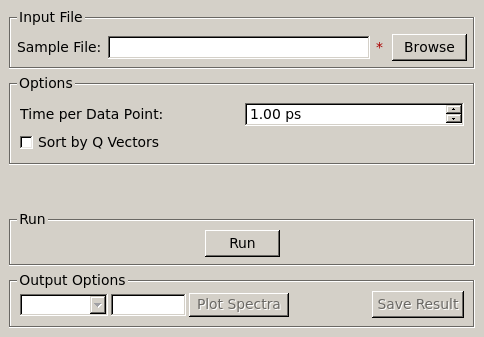 Input File
Sample File: * Browse
Options
Time per Data Point: 1.00 ps
Sort by Q Vectors
Run
Run
Output Options
Plot Spectra Save Result